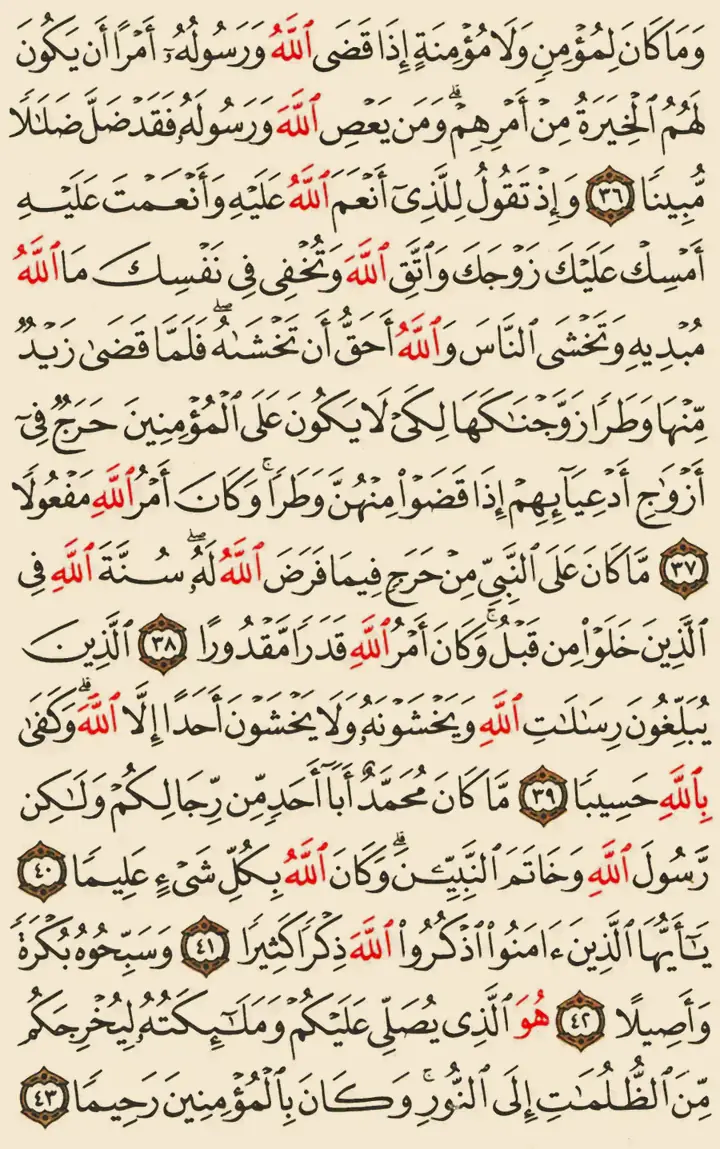 وَمَا كَانَ لِمُؤْمِنٍ وَلَا مُؤْمِنَةٍ إِذَا قَضَى ٱللَّهُ وَرَسُولُهُۥٓ أَمْرًا أَن يَكُونَ
لَهُمُ ٱلْخِيَرَةُ مِنْ أَمْرِهِمْ ۗ وَمَن يَعْصِ ٱللَّهَ وَرَسُولَهُۥ فَقَدْ ضَلَّ ضَلَٰلًا
مُّبِينًا ٣٦ وَإِذْ تَقُولُ لِلَّذِىٓ أَنْعَمَ ٱللَّهُ عَلَيْهِ وَأَنْعَمْتَ عَلَيْهِ
أَمْسِكْ عَلَيْكَ زَوْجَكَ وَٱتَّقِ ٱللَّهَ وَتُخْفِى فِى نَفْسِكَ مَا ٱللَّهُ
مُبْدِيهِ وَتَخْشَى ٱلنَّاسَ وَٱللَّهُ أَحَقُّ أَن تَخْشَىٰهُ ۖ فَلَمَّا قَضَىٰ زَيْدٌ
مِّنْهَا وَطَرًا زَوَّجْنَٰكَهَا لِكَىْ لَا يَكُونَ عَلَى ٱلْمُؤْمِنِينَ حَرَجٌ فِىٓ
أَزْوَٰجِ أَدْعِيَآئِهِمْ إِذَا قَضَوْا۟ مِنْهُنَّ وَطَرًا ۚ وَكَانَ أَمْرُ ٱللَّهِ مَفْعُولًا
٣٧ مَّا كَانَ عَلَى ٱلنَّبِىِّ مِنْ حَرَجٍ فِيمَا فَرَضَ ٱللَّهُ لَهُۥ ۖ سُنَّةَ ٱللَّهِ فِى
ٱلَّذِينَ خَلَوْا۟ مِن قَبْلُ ۚ وَكَانَ أَمْرُ ٱللَّهِ قَدَرًا مَّقْدُورًا ٣٨ ٱلَّذِينَ
يُبَلِّغُونَ رِسَٰلَٰتِ ٱللَّهِ وَيَخْشَوْنَهُۥ وَلَا يَخْشَوْنَ أَحَدًا إِلَّا ٱللَّهَ ۗ وَكَفَىٰ
بِٱللَّهِ حَسِيبًا ٣٩ مَّا كَانَ مُحَمَّدٌ أَبَآ أَحَدٍ مِّن رِّجَالِكُمْ وَلَٰكِن
رَّسُولَ ٱللَّهِ وَخَاتَمَ ٱلنَّبِيِّـۧنَ ۗ وَكَانَ ٱللَّهُ بِكُلِّ شَىْءٍ عَلِيمًا ٤٠
يَٰٓأَيُّهَا ٱلَّذِينَ ءَامَنُوا۟ ٱذْكُرُوا۟ ٱللَّهَ ذِكْرًا كَثِيرًا ٤١ وَسَبِّحُوهُ بُكْرَةً
وَأَصِيلًا ٤٢ هُوَ ٱلَّذِى يُصَلِّى عَلَيْكُمْ وَمَلَٰٓئِكَتُهُۥ لِيُخْرِجَكُم
مِّنَ ٱلظُّلُمَٰتِ إِلَى ٱلنُّورِ ۚ وَكَانَ بِٱلْمُؤْمِنِينَ رَحِيمًا ٤٣